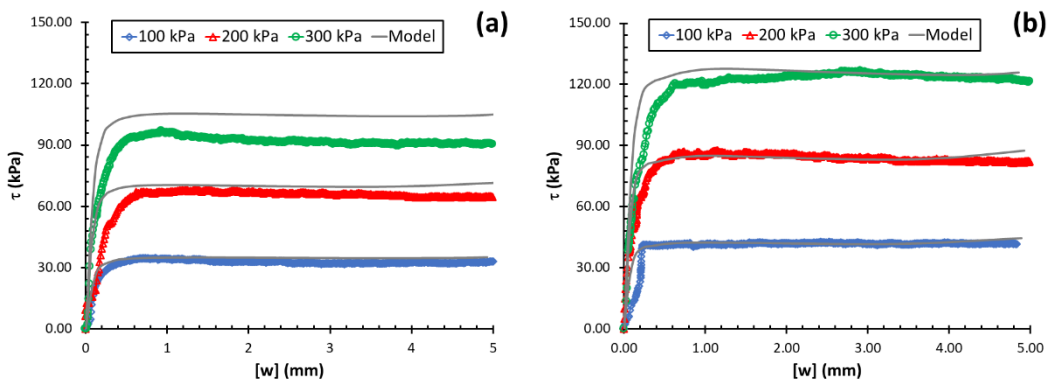 150.00
100 kPa 200 kPa 300 kPa Model
(a)
120.00
90.00
60.00
30.00
0.00
τ (kPa)
0 1 2 3 4 5
[w] (mm)
150.00
100 kPa 200 kPa 300 kPa Model
(b)
120.00
90.00
60.00
30.00
0.00
τ (kPa)
0.00 1.00 2.00 3.00 4.00 5.00
[w] (mm)